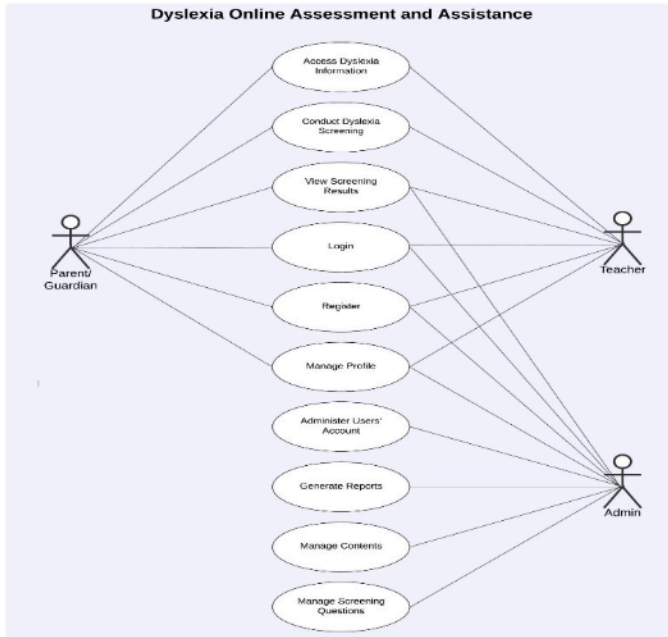 Dyslexia Online Assessment and Assistance
Access Dyslexia
Information
Conduct Dyslexia
Screening
View Screening
Results
Login
Parent/
Guardian
Teacher
Register
Manage Profile
Administer Users'
Account
Generate Reports
Admin
Manage Contents
Manage Screening
Questions